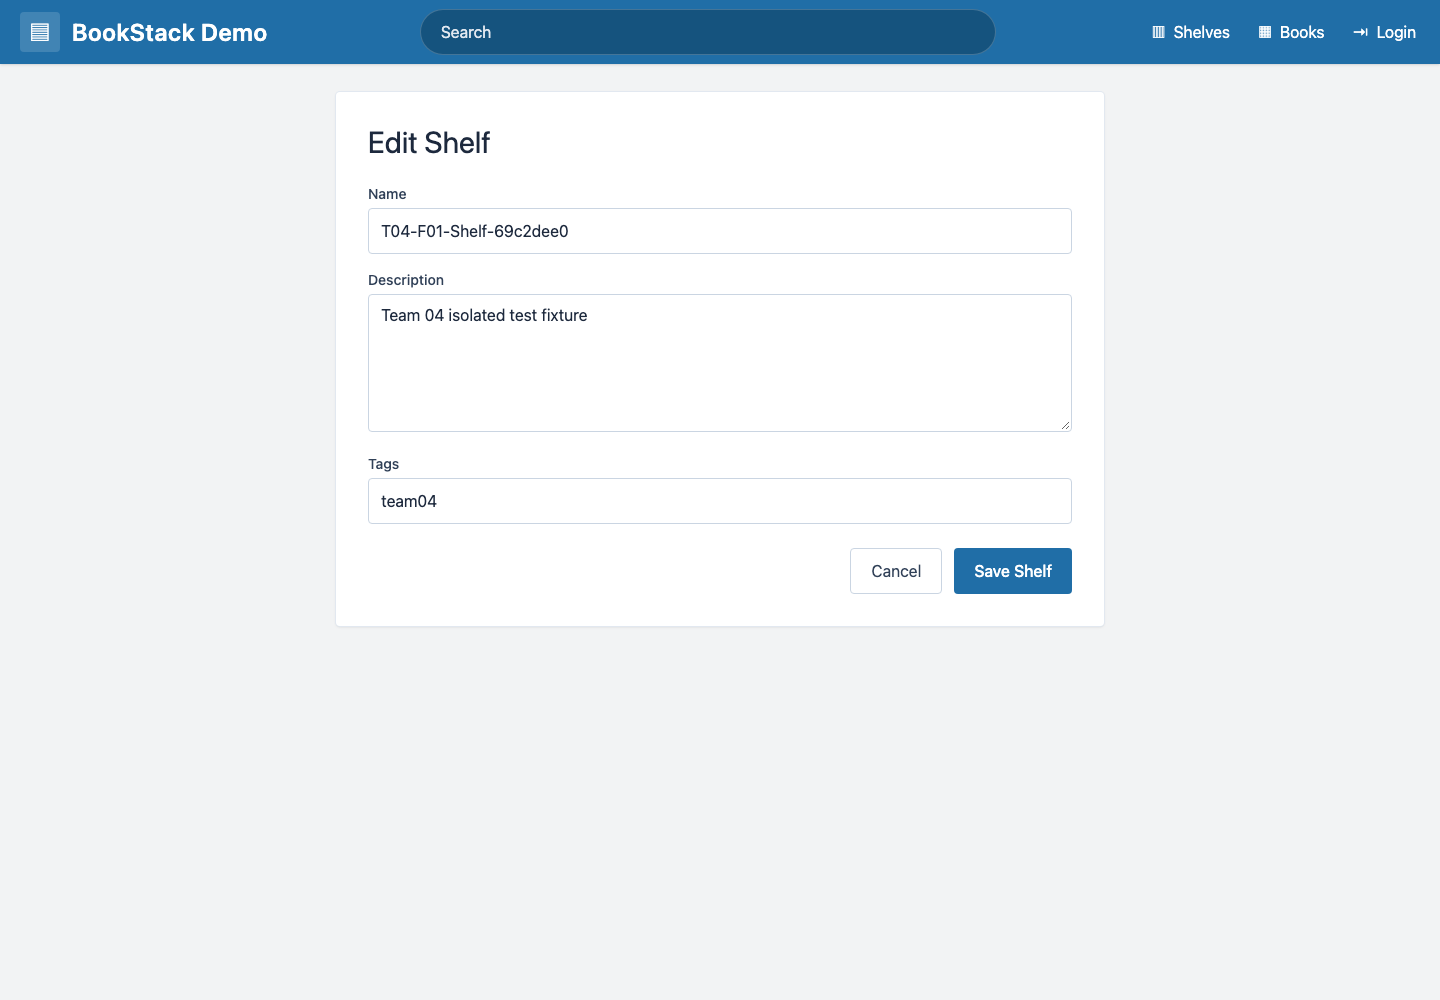 BookStack Demo
Search
Shelves
Books
Login
Edit Shelf
Name
T04-F01-Shelf-69c2dee0
Description
Team 04 isolated test fixture
Tags
team04
Cancel
Save Shelf